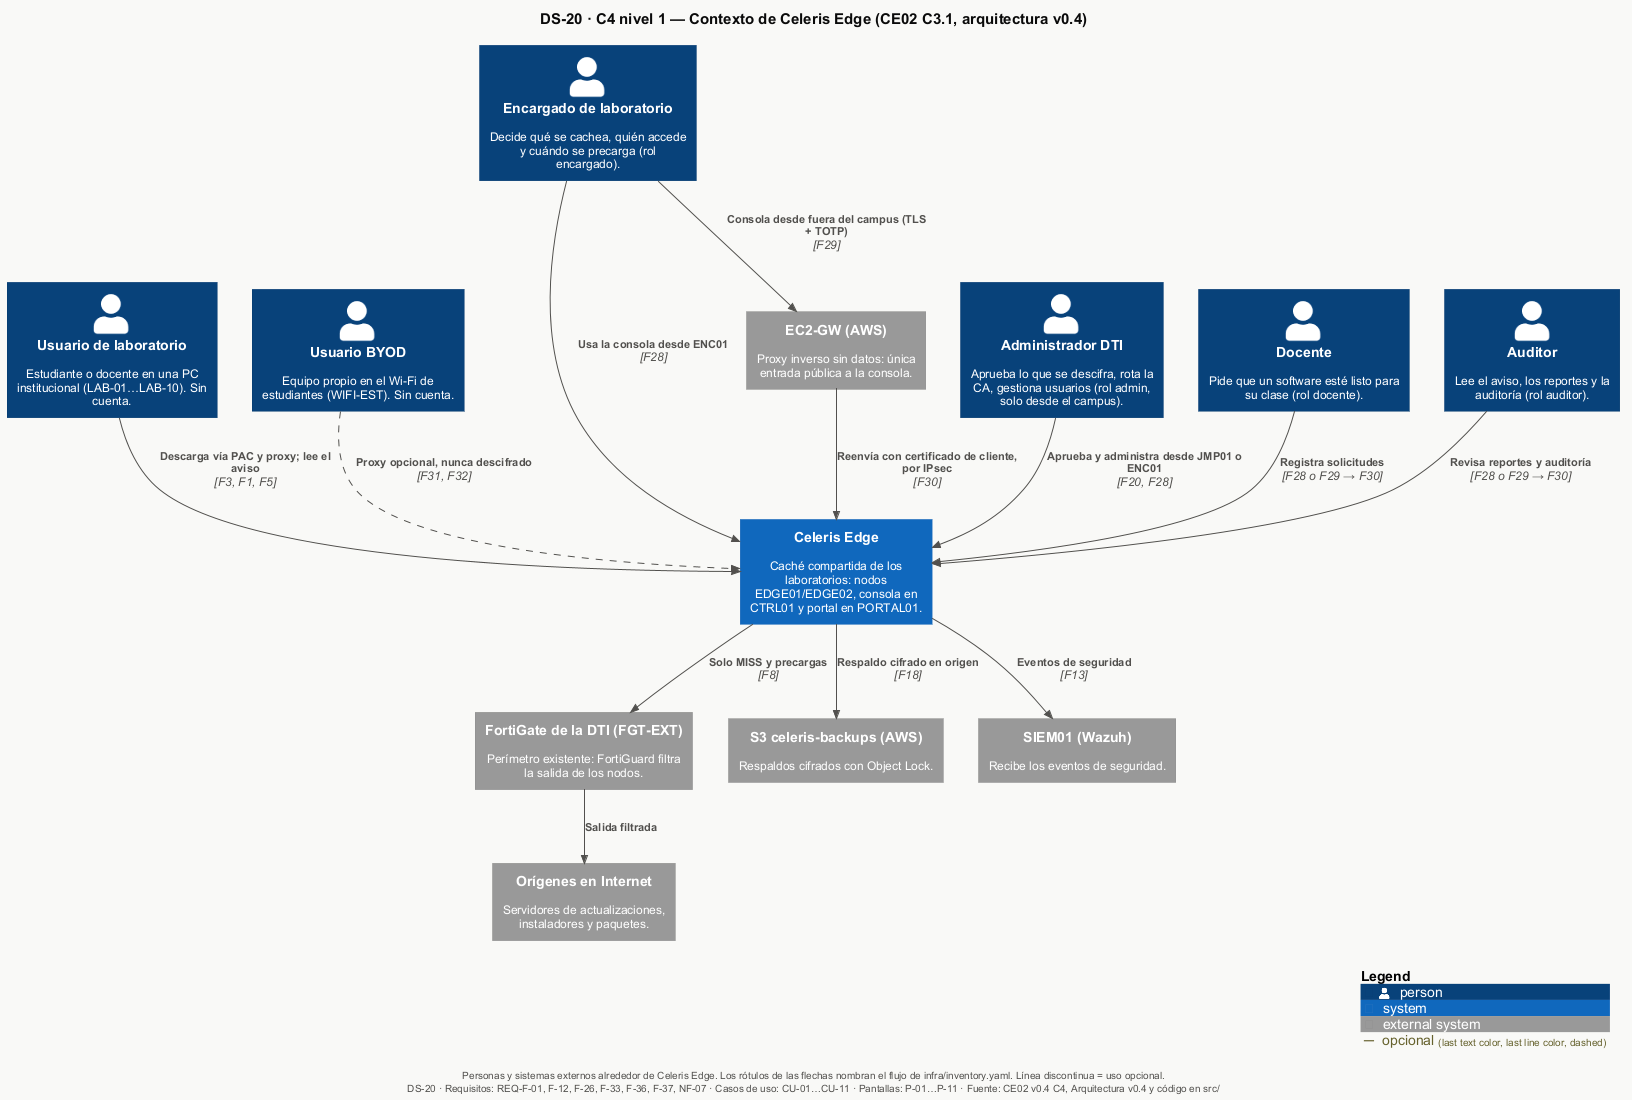 DS-20 · C4 nivel 1 — Contexto de Celeris Edge (CE02 C3.1, arquitectura v0.4)
Encargado de laboratorio
Decide qué se cachea, quién accede
y cuándo se precarga (rol
encargado).
Consola desde fuera del campus (TLS
+ TOTP)
[F29]
Usa la consola desde ENC01
[F28]
Usuario de laboratorio
Estudiante o docente en una PC
institucional (LAB-01…LAB-10). Sin
cuenta.
Usuario BYOD
Equipo propio en el Wi-Fi de
estudiantes (WIFI-EST). Sin cuenta.
EC2-GW (AWS)
Proxy inverso sin datos: única
entrada pública a la consola.
Administrador DTI
Aprueba lo que se descifra, rota la
CA, gestiona usuarios (rol admin,
solo desde el campus).
Docente
Pide que un software esté listo para
su clase (rol docente).
Auditor
Lee el aviso, los reportes y la
auditoría (rol auditor).
Descarga vía PAC y proxy; lee el
aviso
[F3, F1, F5]
Proxy opcional, nunca descifrado
[F31, F32]
Reenvía con certificado de cliente,
por IPsec
[F30]
Aprueba y administra desde JMP01 o
ENC01
[F20, F28]
Registra solicitudes
[F28 o F29 → F30]
Revisa reportes y auditoría
[F28 o F29 → F30]
Celeris Edge
Caché compartida de los
laboratorios: nodos
EDGE01/EDGE02, consola en
CTRL01 y portal en PORTAL01.
Solo MISS y precargas
[F8]
Respaldo cifrado en origen
[F18]
Eventos de seguridad
[F13]
FortiGate de la DTI (FGT-EXT)
Perímetro existente: FortiGuard filtra
la salida de los nodos.
S3 celeris-backups (AWS)
Respaldos cifrados con Object Lock.
SIEM01 (Wazuh)
Recibe los eventos de seguridad.
Salida filtrada
Orígenes en Internet
Servidores de actualizaciones,
instaladores y paquetes.
Legend
person
system
external system
opcional (last text color, last line color, dashed)
Personas y sistemas externos alrededor de Celeris Edge. Los rótulos de las flechas nombran el flujo de infra/inventory.yaml. Línea discontinua = uso opcional.
DS-20 · Requisitos: REQ-F-01, F-12, F-26, F-33, F-36, F-37, NF-07 · Casos de uso: CU-01…CU-11 · Pantallas: P-01…P-11 · Fuente: CE02 v0.4 C4, Arquitectura v0.4 y código en src/